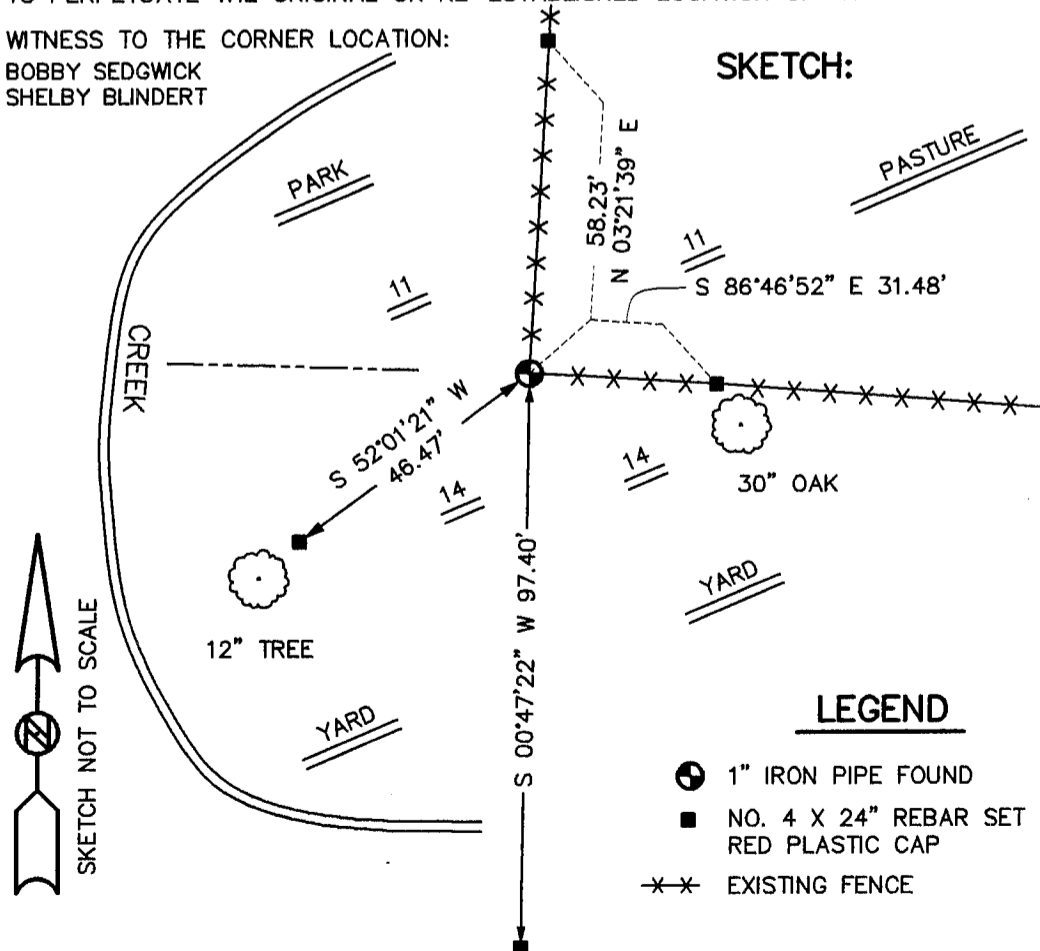 WITNESS TO THE CORNER LOCATION:
BOBBY SEDGWICK
SHELBY BLINDERT
SKETCH:
PARK
PASTURE
58.23'
N 03°21'39" E
11
11
S 86°46'52" E 31.48'
CREEK
S 52°01'21" W
46.47'
14
14
30" OAK
12" TREE
YARD
YARD
S 00°47'22" W 97.40'
N
SKETCH NOT TO SCALE
LEGEND
1" IRON PIPE FOUND
NO. 4 X 24" REBAR SET
RED PLASTIC CAP
EXISTING FENCE